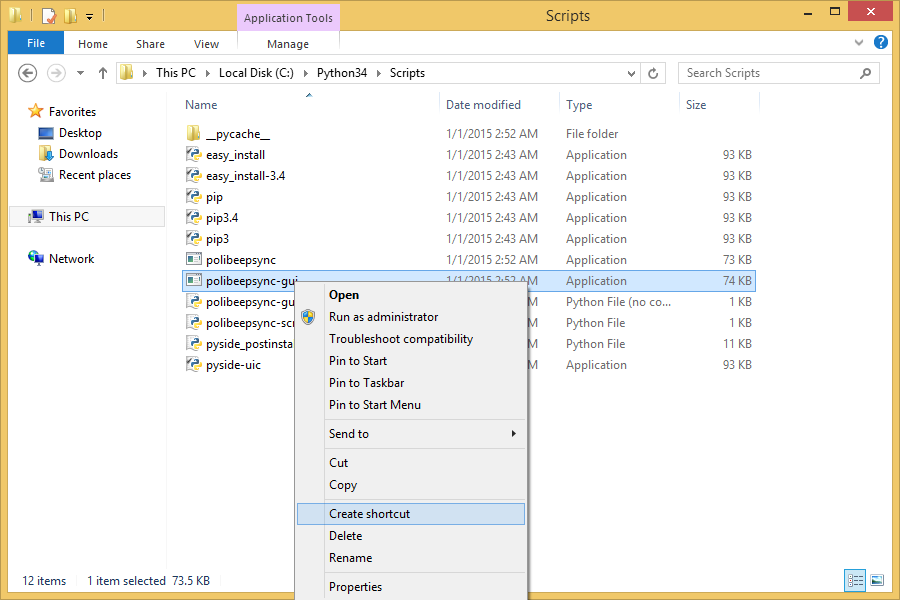 Application Tools
Scripts
File Home Share View Manage
This PC Local Disk (C:) Python34 Scripts
Search Scripts
Name Date modified Type Size
Favorites
Desktop
Downloads
Recent places
This PC
Network
__pycache__ 1/1/2015 2:52 AM File folder
easy_install 1/1/2015 2:43 AM Application 93 KB
easy_install-3.4 1/1/2015 2:43 AM Application 93 KB
pip 1/1/2015 2:43 AM Application 93 KB
pip3.4 1/1/2015 2:43 AM Application 93 KB
pip3 1/1/2015 2:43 AM Application 93 KB
polibeepsync 1/1/2015 2:52 AM Application 73 KB
polibeepsync-gui 1/1/2015 2:52 AM Application 74 KB
polibeepsync-gu M Python File (no co... 1 KB
polibeepsync-scr M Python File 1 KB
pyside_postinsta M Python File 11 KB
pyside-uic M Application 93 KB
Open
Run as administrator
Troubleshoot compatibility
Pin to Start
Pin to Taskbar
Pin to Start Menu
Send to
Cut
Copy
Create shortcut
Delete
Rename
Properties
12 items 1 item selected 73.5 KB